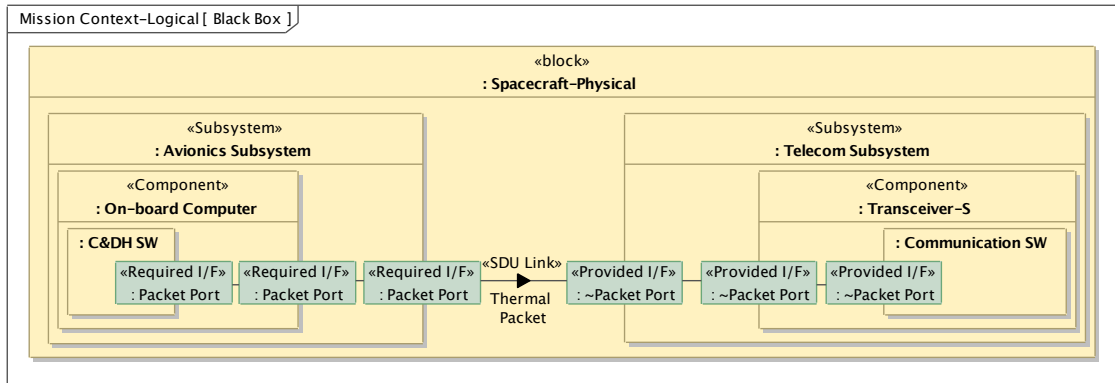 Mission Context-Logical [ Black Box ]
«block»
: Spacecraft-Physical
«Subsystem»
: Avionics Subsystem
«Component»
: On-board Computer
: C&DH SW
«Required I/F»
: Packet Port
«Required I/F»
: Packet Port
«Required I/F»
: Packet Port
«SDU Link»
Thermal
Packet
«Subsystem»
: Telecom Subsystem
«Component»
: Transceiver-S
: Communication SW
«Provided I/F»
: ~Packet Port
«Provided I/F»
: ~Packet Port
«Provided I/F»
: ~Packet Port